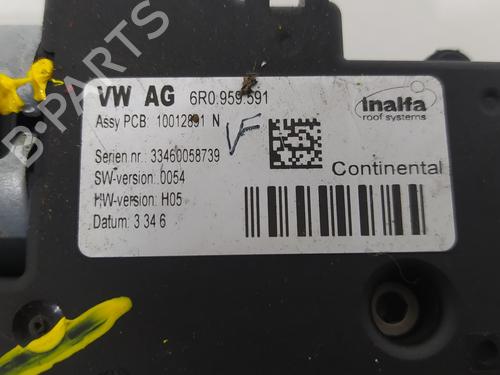 VW AG 6R0.959.591
Assy PCB: 10012891 N
VF
Serien nr.: 33460058739
SW-version: 0054
HW-version: H05
Datum: 3 34 6
inalfa
roof systems
Continental